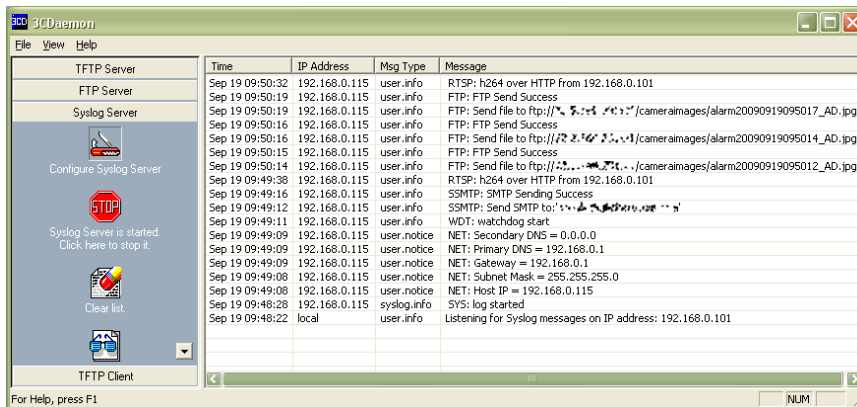 3CD 3CDaemon
File View Help
TFTP Server
FTP Server
Syslog Server
Configure Syslog Server
STOP
Syslog Server is started.
Click here to stop it.
Clear list.
TFTP Client
Time IP Address Msg Type Message
Sep 19 09:50:32 192.168.0.115 user.info RTSP: h264 over HTTP from 192.168.0.101
Sep 19 09:50:19 192.168.0.115 user.info FTP: FTP Send Success
Sep 19 09:50:19 192.168.0.115 user.info FTP: Send file to ftp:// /cameraimages/alarm20090919095017_AD.jpg
Sep 19 09:50:16 192.168.0.115 user.info FTP: FTP Send Success
Sep 19 09:50:16 192.168.0.115 user.info FTP: Send file to ftp:// /cameraimages/alarm20090919095014_AD.jpg
Sep 19 09:50:15 192.168.0.115 user.info FTP: FTP Send Success
Sep 19 09:50:14 192.168.0.115 user.info FTP: Send file to ftp:// /cameraimages/alarm20090919095012_AD.jpg
Sep 19 09:49:38 192.168.0.115 user.info RTSP: h264 over HTTP from 192.168.0.101
Sep 19 09:49:16 192.168.0.115 user.info SSMTP: SMTP Sending Success
Sep 19 09:49:12 192.168.0.115 user.info SSMTP: Send SMTP to:' '
Sep 19 09:49:11 192.168.0.115 user.info WDT: watchdog start
Sep 19 09:49:09 192.168.0.115 user.notice NET: Secondary DNS = 0.0.0.0
Sep 19 09:49:09 192.168.0.115 user.notice NET: Primary DNS = 192.168.0.1
Sep 19 09:49:09 192.168.0.115 user.notice NET: Gateway = 192.168.0.1
Sep 19 09:49:08 192.168.0.115 user.notice NET: Subnet Mask = 255.255.255.0
Sep 19 09:49:08 192.168.0.115 user.notice NET: Host IP = 192.168.0.115
Sep 19 09:48:28 192.168.0.115 syslog.info SYS: log started
Sep 19 09:48:22 local user.info Listening for Syslog messages on IP address: 192.168.0.101
For Help, press F1
NUM